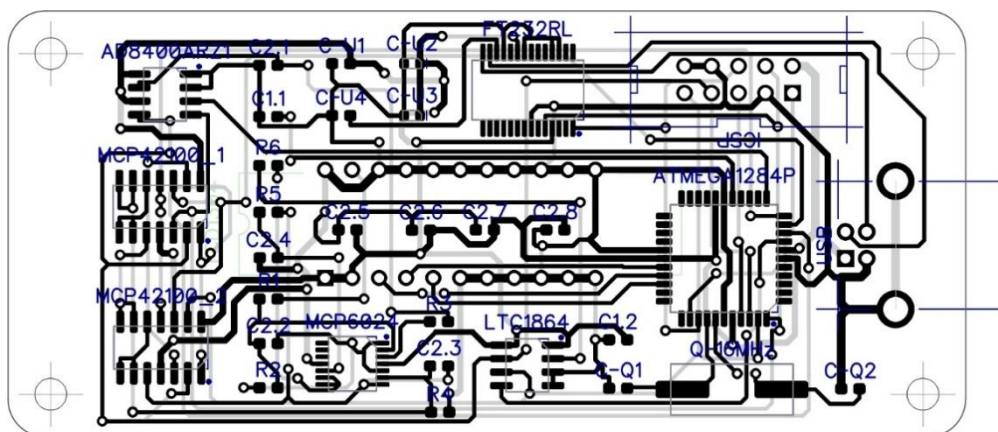 AD8400ARZ1
C2.1
C-U1
C-U2
FT232RL
C1.1
C-U4
C-U3
ICSP
MCP42100_1
R6
ATMEGA1284P
R5
C2.5
C2.6
C2.7
C2.8
USB
C2.4
MCP42100_2
R1
R3
C2.2
MCP6024
LTC1864
C1.2
Q-16MHz
C2.3
R2
C-Q1
C-Q2
R4